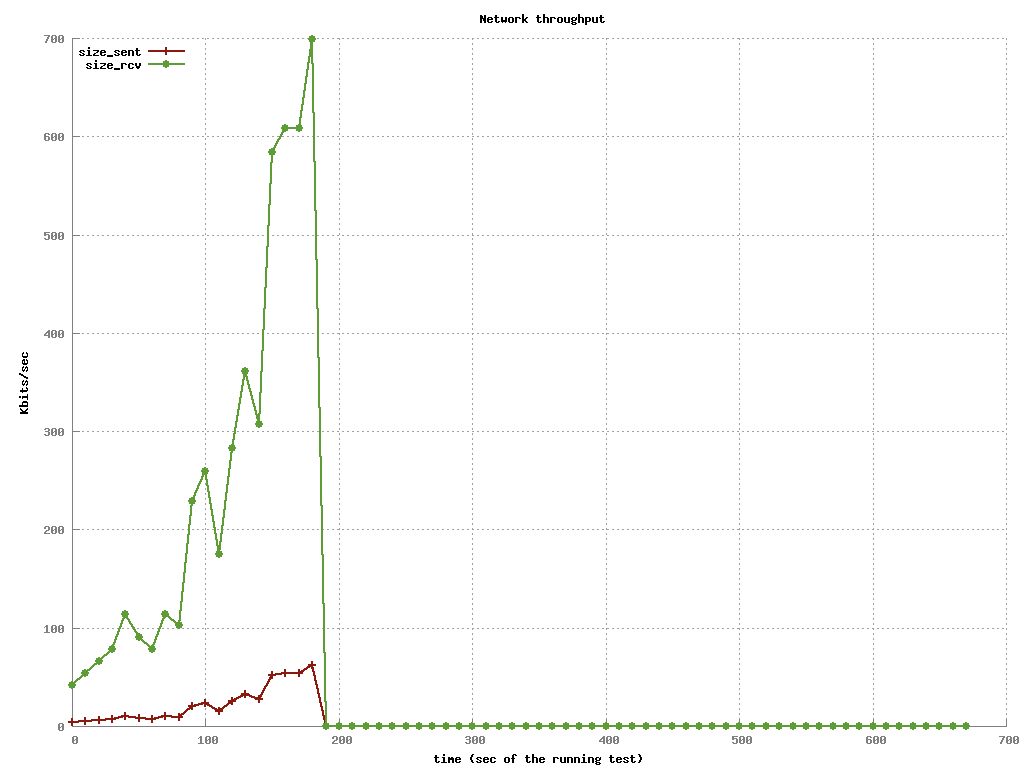 Network throughput
700
size_sent
size_rcv
600
500
400
Kbits/sec
300
200
100
0
0 100 200 300 400 500 600 700
time (sec of the running test)